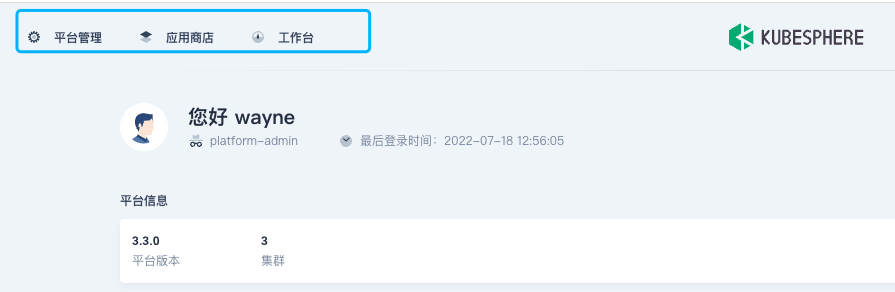 平台管理 应用商店 工作台 KUBESPHERE
您好 wayne
platform-admin 最后登录时间：2022-07-18 12:56:05
平台信息
3.3.0 3
平台版本 集群